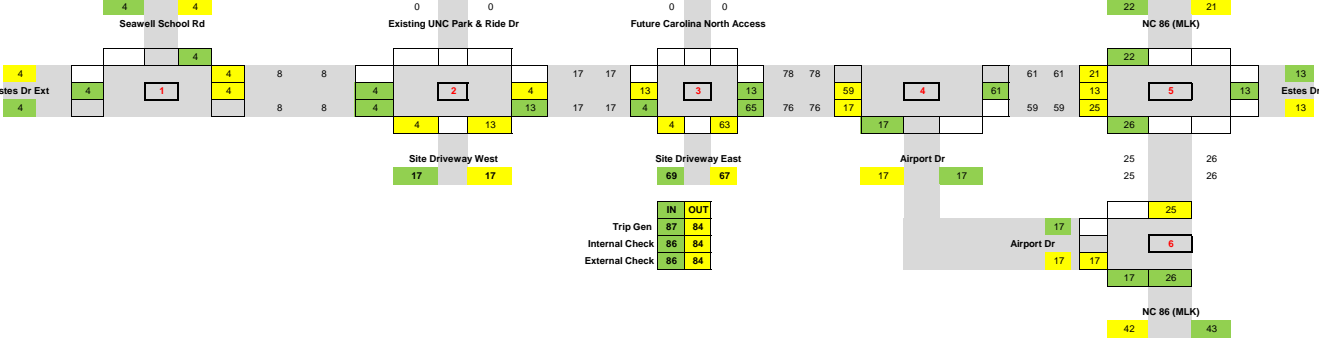 4 4 0 0 0 0 22 21
Seawell School Rd Existing UNC Park & Ride Dr Future Carolina North Access NC 86 (MLK)
4 22
4 4 8 8 17 17 78 78 59 61 61 21 13
stes Dr Ext 4 1 4 4 2 4 13 3 13 59 4 61 13 5 13 Estes Dr
4 8 8 4 13 17 17 4 65 76 76 17 59 59 25 13
4 13 4 63 17 26
Site Driveway West Site Driveway East Airport Dr 25 26
17 17 69 67 17 17 25 26
IN OUT 25
Trip Gen 87 84 17
Internal Check 86 84 Airport Dr 6
External Check 86 84 17 17
17 26
NC 86 (MLK)
42 43